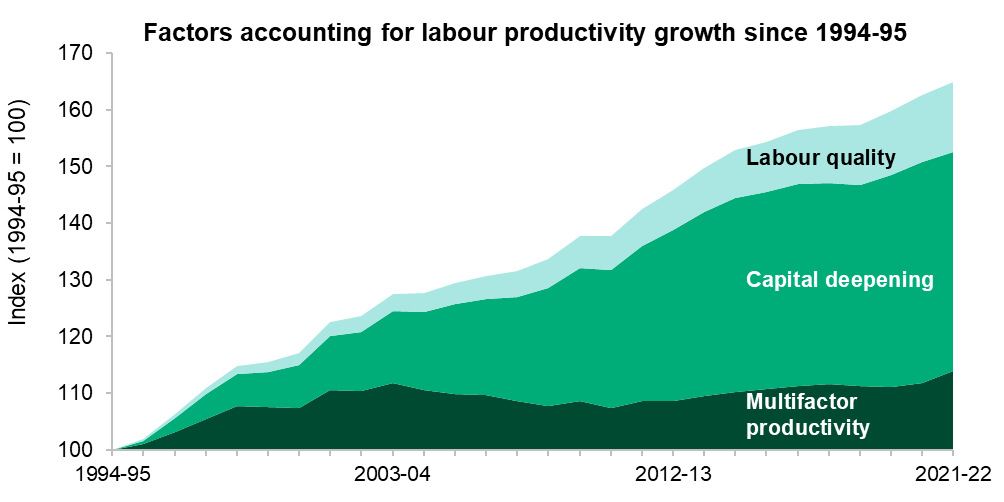 Factors accounting for labour productivity growth since 1994-95
Index (1994-95 = 100)
170
160
150
140
130
120
110
100
Labour quality
Capital deepening
Multifactor
productivity
1994-95
2003-04
2012-13
2021-22